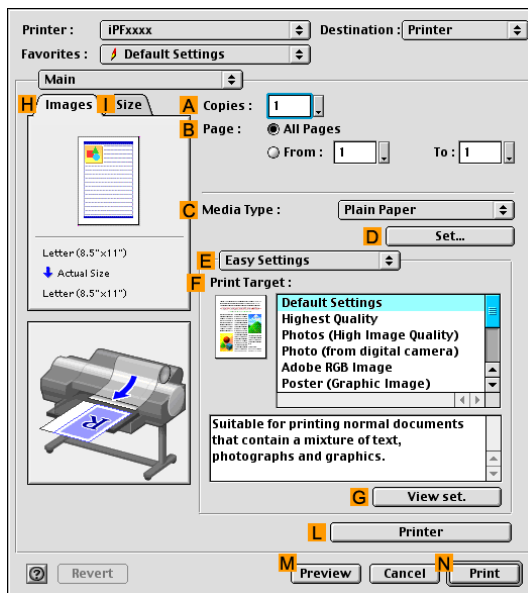 Printer : iPFxxxx Destination : Printer
Favorites : Default Settings
Main
H Images I Size
A Copies : 1
B Page : All Pages
From : 1 To : 1
C Media Type : Plain Paper
D Set...
Letter (8.5"x11")
Actual Size
Letter (8.5"x11")
E Easy Settings
F Print Target :
Default Settings
Highest Quality
Photos (High Image Quality)
Photo (from digital camera)
Adobe RGB Image
Poster (Graphic Image)
R
Suitable for printing normal documents
that contain a mixture of text,
photographs and graphics.
G View set.
L Printer
? Revert M Preview Cancel N Print